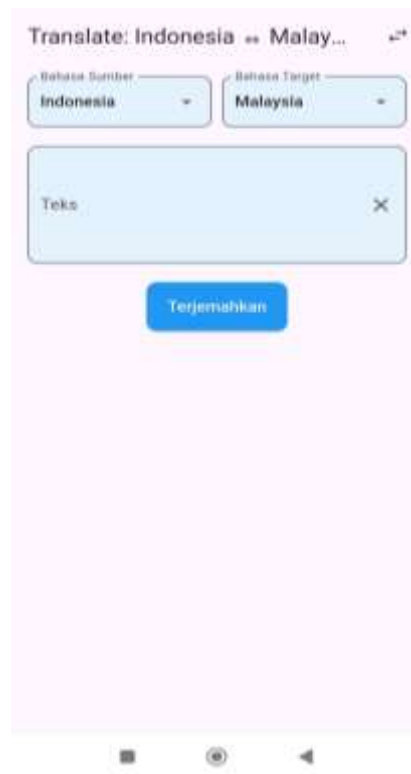 Translate: Indonesia ↔ Malay...
Bahasa Sumber
Bahasa Target
Indonesia
Malaysia
Teks
Terjemahkan